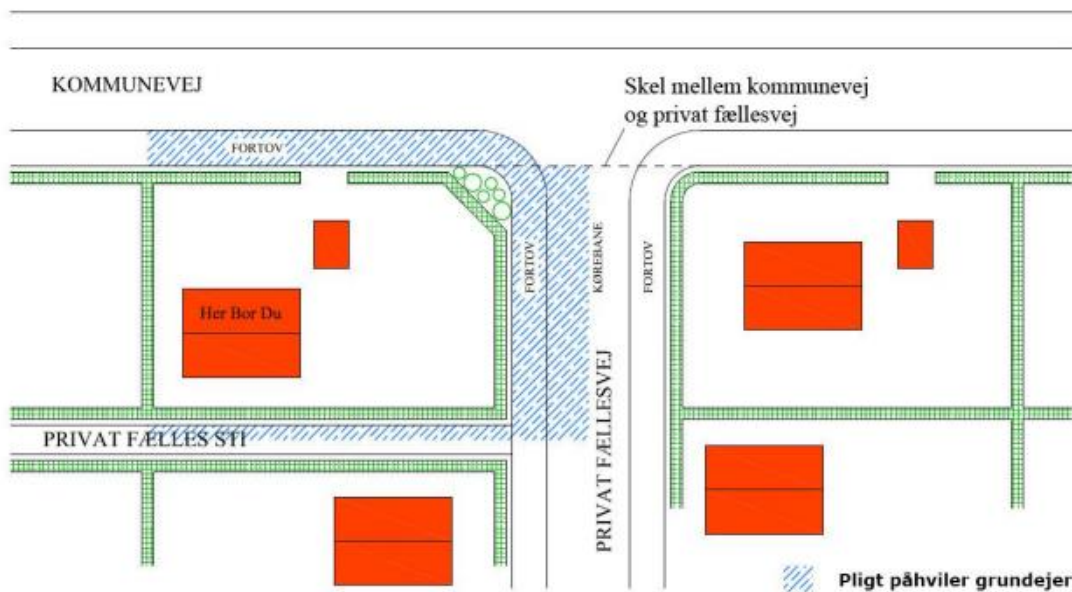 KOMMUNEVEJ
Skel mellem kommunevej
og privat fællesvej
FORTOV
FORTOV
KØREBANE
FORTOV
Her Bor Du
PRIVAT FÆLLESVEJ
PRIVAT FÆLLES STI
Pligt påhviler grundejer